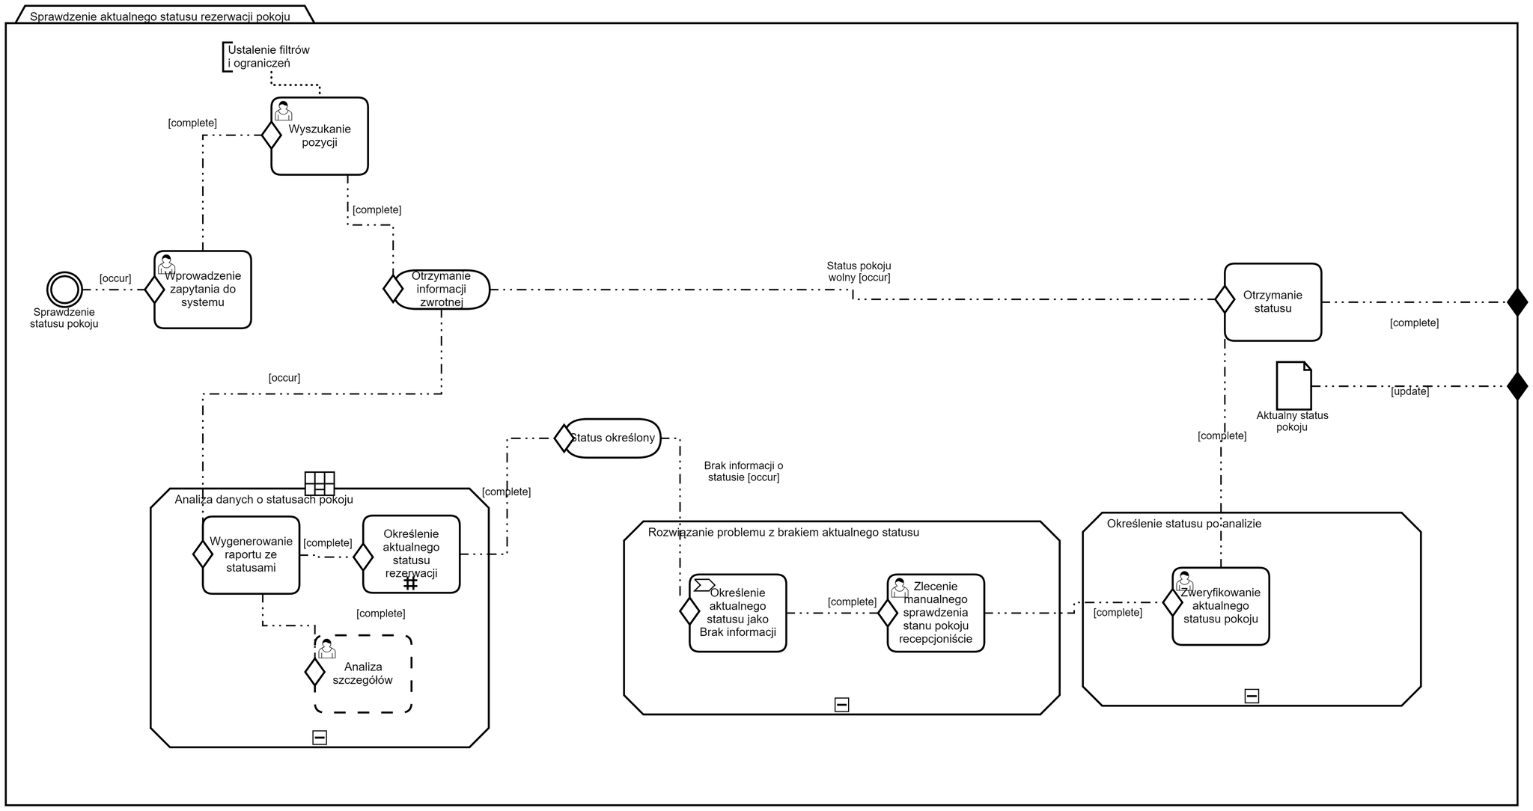 Sprawdzenie aktualnego statusu rezerwacji pokoju
Ustalenie filtrów
i ograniczeń
[complete]
Wyszukanie
pozycji
[complete]
[occur]
Wprowadzenie
zapytania do
systemu
Sprawdzenie
statusu pokoju
Otrzymanie
informacji
zwrotnej
Status pokoju
wolny [occur]
Otrzymanie
statusu
[complete]
[update]
Aktualny status
pokoju
[occur]
Status określony
[complete]
Brak informacji o
statusie [occur]
[complete]
Analiza danych o statusach pokoju
Wygenerowanie
raportu ze
statusami
[complete]
Określenie
aktualnego
statusu
rezerwacji
[complete]
Analiza
szczegółów
Rozwiązanie problemu z brakiem aktualnego statusu
Określenie
aktualnego
statusu jako
Brak informacji
[complete]
Zlecenie
manualnego
sprawdzenia
stanu pokoju
recepcjoniście
[complete]
Określenie statusu po analizie
Zweryfikowanie
aktualnego
statusu pokoju